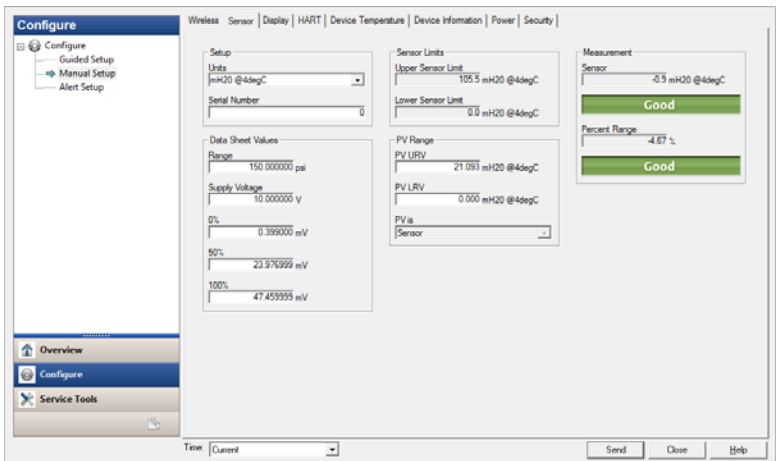 Configure
Configure
Guided Setup
Manual Setup
Alert Setup
Overview
Configure
Service Tools
Wireless Sensor Display HART Device Temperature Device Information Power Security
Setup
Units
mH20 @4degC
Serial Number
0
Data Sheet Values
Range
150.000000 psi
Supply Voltage
10.000000 V
0%
0.399000 mV
50%
23.976999 mV
100%
47.459999 mV
Sensor Limits
Upper Sensor Limit
105.5 mH20 @4degC
Lower Sensor Limit
0.0 mH20 @4degC
PV Range
PV URV
21.093 mH20 @4degC
PV LRV
0.000 mH20 @4degC
PV is
Sensor
Measurement
Sensor
-0.9 mH20 @4degC
Good
Percent Range
-4.67 %
Good
Time: Current
Send Close Help